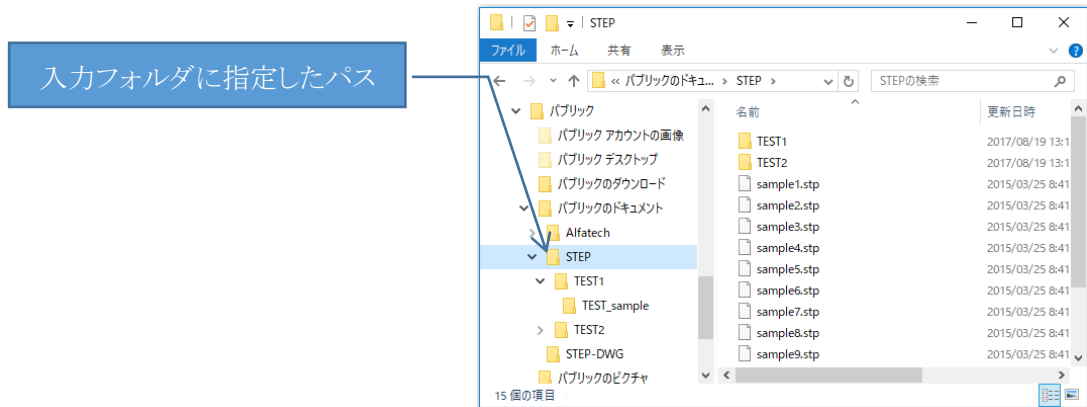 入力フォルダに指定したパス
STEP
ファイル ホーム 共有 表示
« パブリックのドキュ... › STEP ›
STEPの検索
パブリック
パブリック アカウントの画像
パブリック デスクトップ
パブリックのダウンロード
パブリックのドキュメント
Alfatech
STEP
TEST1
TEST_sample
TEST2
STEP-DWG
パブリックのピクチャ
名前 更新日時
TEST1 2017/08/19 13:1
TEST2 2017/08/19 13:1
sample1.stp 2015/03/25 8:41
sample2.stp 2015/03/25 8:41
sample3.stp 2015/03/25 8:41
sample4.stp 2015/03/25 8:41
sample5.stp 2015/03/25 8:41
sample6.stp 2015/03/25 8:41
sample7.stp 2015/03/25 8:41
sample8.stp 2015/03/25 8:41
sample9.stp 2015/03/25 8:41
15 個の項目